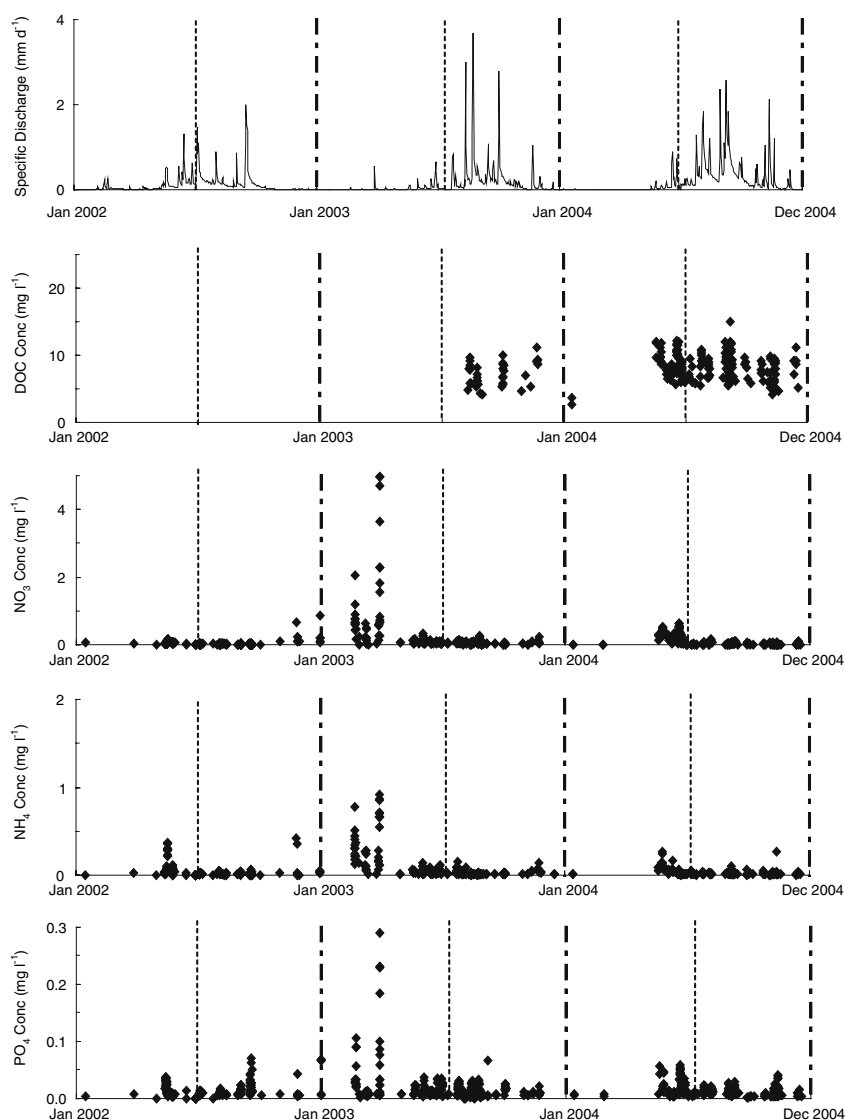 Specific Discharge (mm d⁻¹)
4
2
0
Jan 2002 Jan 2003 Jan 2004 Dec 2004
DOC Conc (mg l⁻¹)
20
10
0
Jan 2002 Jan 2003 Jan 2004 Dec 2004
NO₃ Conc (mg l⁻¹)
4
2
0
Jan 2002 Jan 2003 Jan 2004 Dec 2004
NH₄ Conc (mg l⁻¹)
2
1
0
Jan 2002 Jan 2003 Jan 2004 Dec 2004
PO₄ Conc (mg l⁻¹)
0.3
0.2
0.1
0.0
Jan 2002 Jan 2003 Jan 2004 Dec 2004